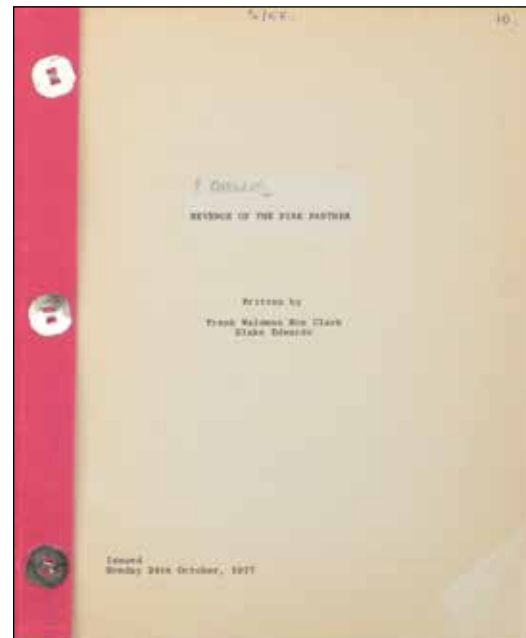 10.
REVENGE OF THE PINK PANTHER
Written by
Frank Waldman Ron Clark
Blake Edwards
Issued
Monday 24th October, 1977